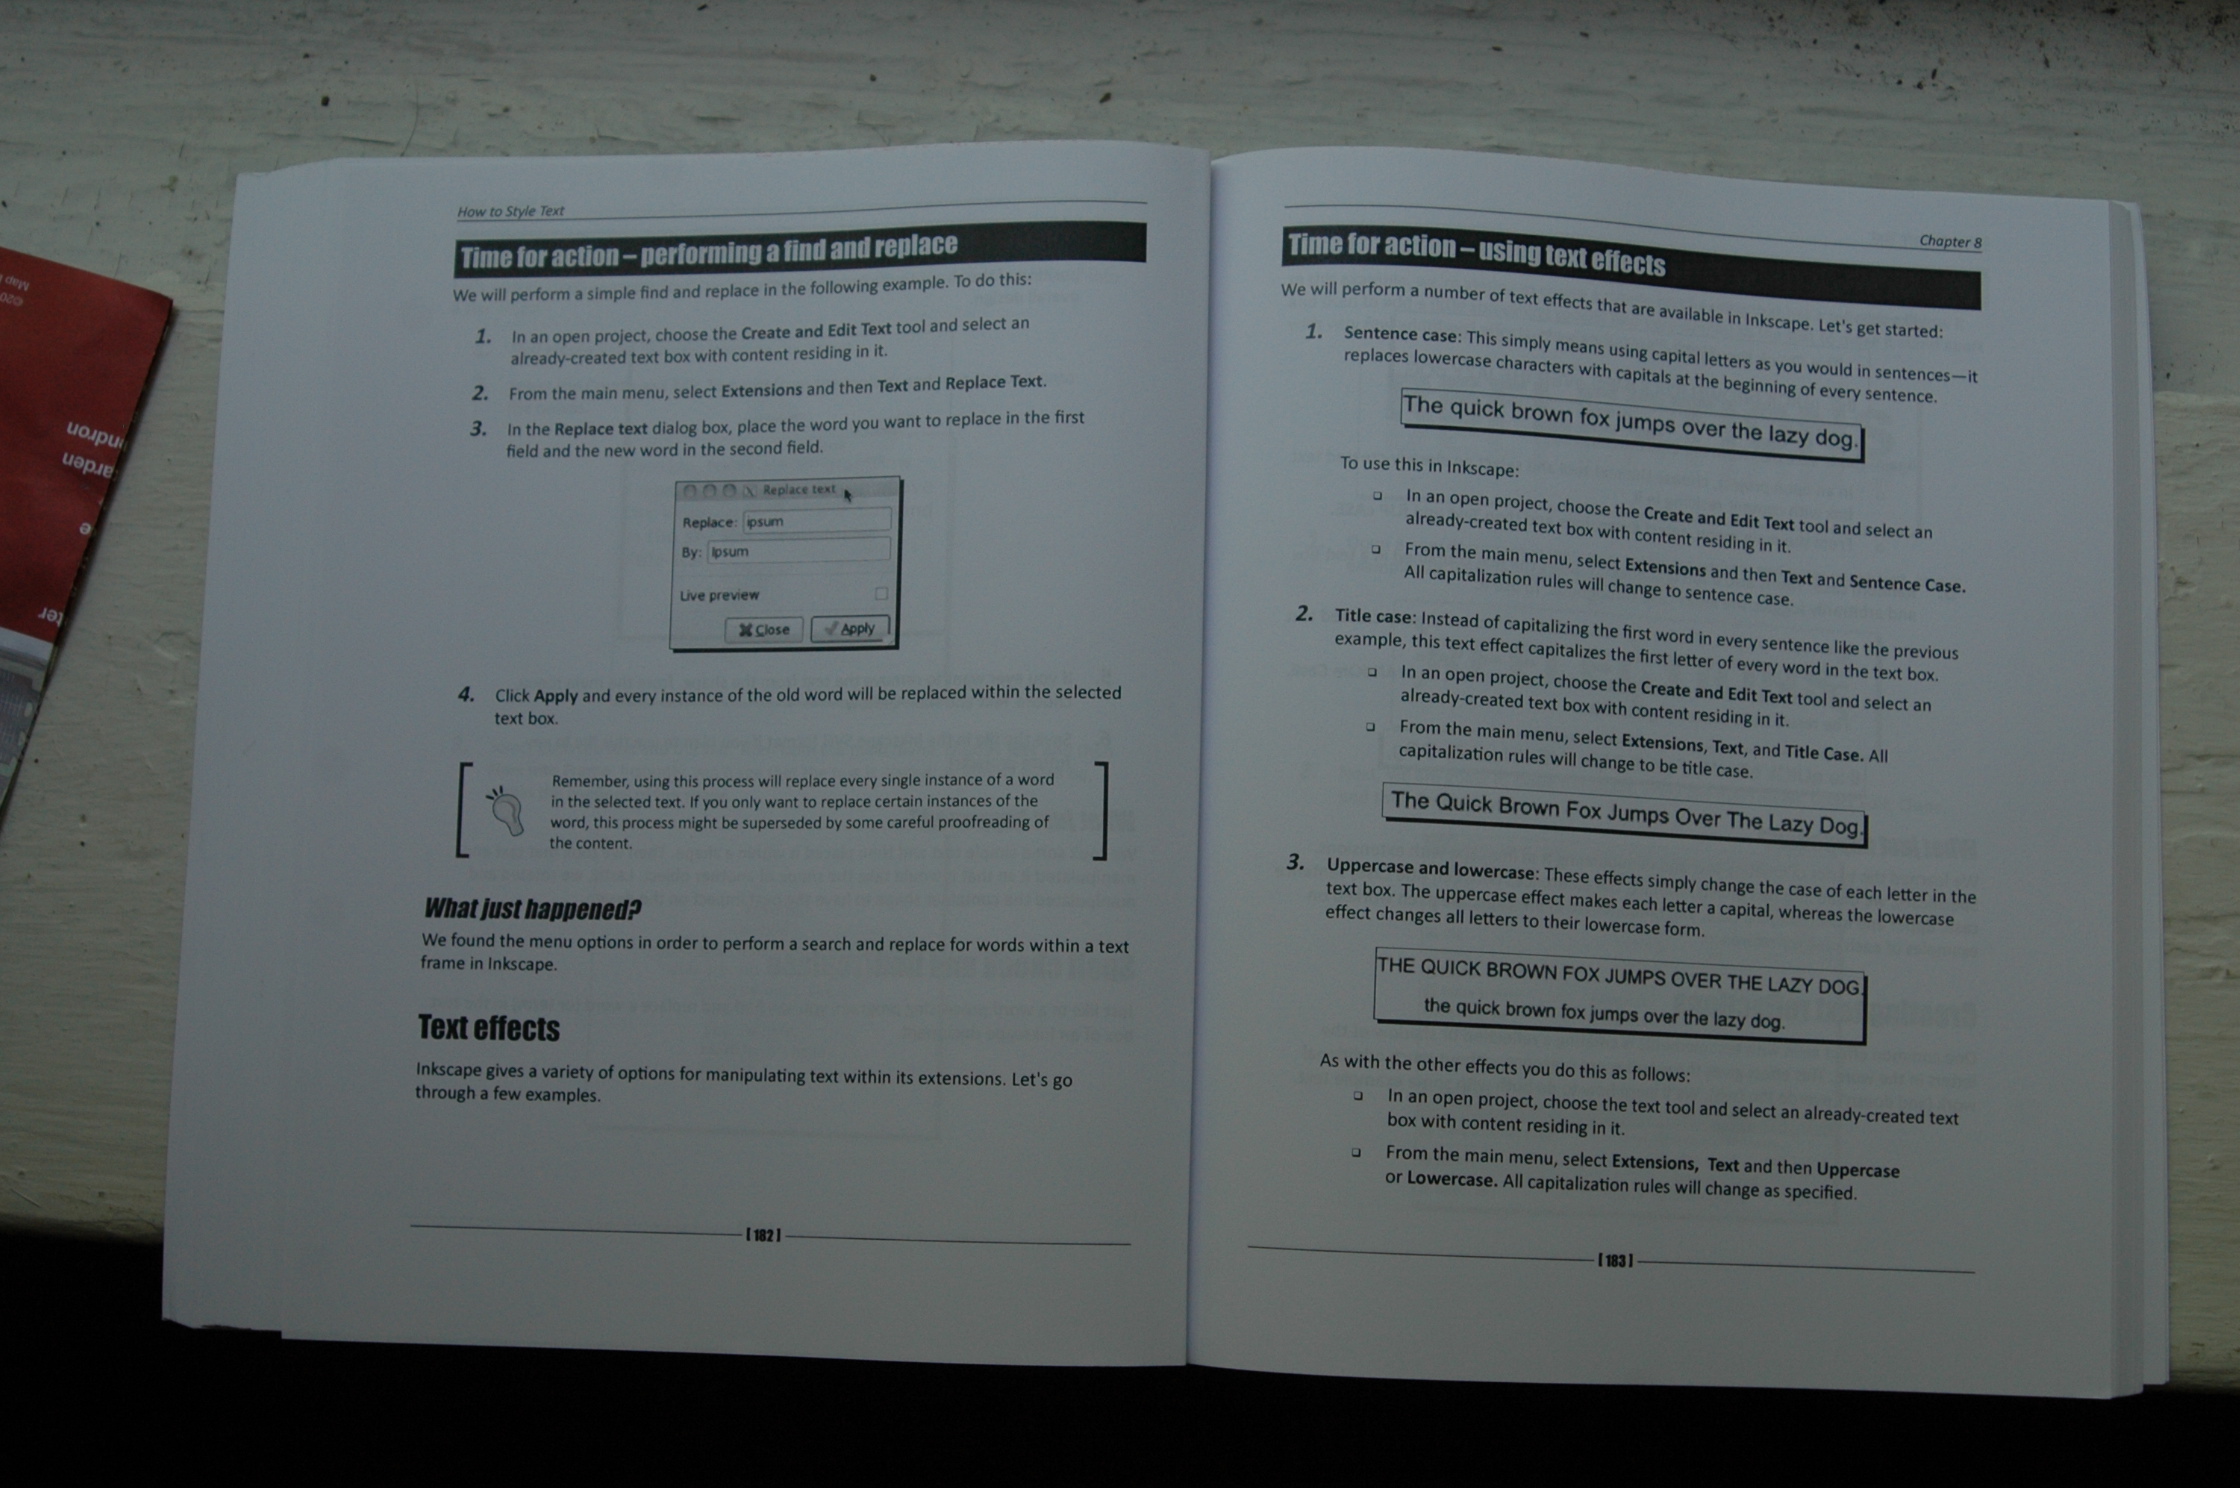 How to Style Text
Time for action – performing a find and replace
We will perform a simple find and replace in the following example. To do this:
1. In an open project, choose the Create and Edit Text tool and select an
already-created text box with content residing in it.
2. From the main menu, select Extensions and then Text and Replace Text.
3. In the Replace text dialog box, place the word you want to replace in the first
field and the new word in the second field.
Replace text
Replace: ipsum
By: Ipsum
Live preview
Close Apply
4. Click Apply and every instance of the old word will be replaced within the selected
text box.
Remember, using this process will replace every single instance of a word
in the selected text. If you only want to replace certain instances of the
word, this process might be superseded by some careful proofreading of
the content.
What just happened?
We found the menu options in order to perform a search and replace for words within a text
frame in Inkscape.
Text effects
Inkscape gives a variety of options for manipulating text within its extensions. Let's go
through a few examples.
[ 182 ]
Chapter 8
Time for action – using text effects
We will perform a number of text effects that are available in Inkscape. Let's get started:
1. Sentence case: This simply means using capital letters as you would in sentences—it
replaces lowercase characters with capitals at the beginning of every sentence.
The quick brown fox jumps over the lazy dog.
To use this in Inkscape:
❑ In an open project, choose the Create and Edit Text tool and select an
already-created text box with content residing in it.
❑ From the main menu, select Extensions and then Text and Sentence Case.
All capitalization rules will change to sentence case.
2. Title case: Instead of capitalizing the first word in every sentence like the previous
example, this text effect capitalizes the first letter of every word in the text box.
❑ In an open project, choose the Create and Edit Text tool and select an
already-created text box with content residing in it.
❑ From the main menu, select Extensions, Text, and Title Case. All
capitalization rules will change to be title case.
The Quick Brown Fox Jumps Over The Lazy Dog.
3. Uppercase and lowercase: These effects simply change the case of each letter in the
text box. The uppercase effect makes each letter a capital, whereas the lowercase
effect changes all letters to their lowercase form.
THE QUICK BROWN FOX JUMPS OVER THE LAZY DOG.
the quick brown fox jumps over the lazy dog.
As with the other effects you do this as follows:
❑ In an open project, choose the text tool and select an already-created text
box with content residing in it.
❑ From the main menu, select Extensions, Text and then Uppercase
or Lowercase. All capitalization rules will change as specified.
[ 183 ]